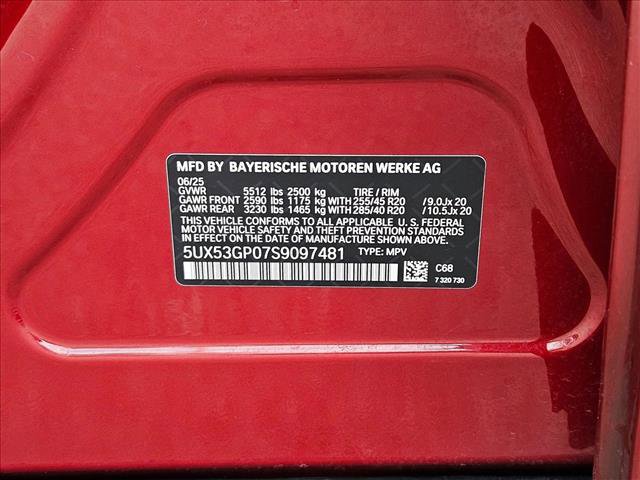 MFD BY BAYERISCHE MOTOREN WERKE AG
06/25
GVWR 5512 lbs 2500 kg TIRE / RIM
GAWR FRONT 2590 lbs 1175 kg WITH 255/45 R20 / 9.0Jx 20
GAWR REAR 3230 lbs 1465 kg WITH 285/40 R20 / 10.5Jx 20
THIS VEHICLE CONFORMS TO ALL APPLICABLE U. S. FEDERAL
MOTOR VEHICLE SAFETY AND THEFT PREVENTION STANDARDS
IN EFFECT ON THE DATE OF MANUFACTURE SHOWN ABOVE.
5UX53GP07S9097481 TYPE: MPV
C68
7 320 730